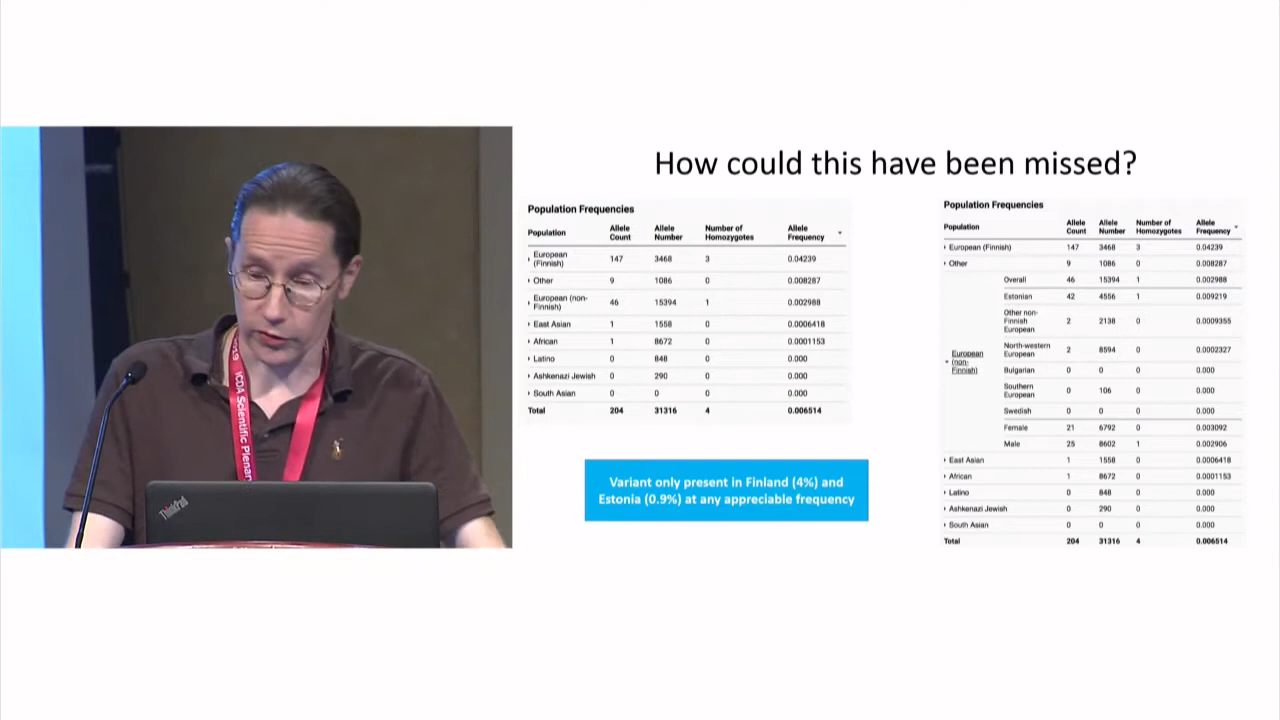 How could this have been missed?
Population Frequencies
Population Allele Count Allele Number Number of Homozygotes Allele Frequency
European (Finnish) 147 3468 3 0.04239
Other 9 1086 0 0.008287
European (non-Finnish) 46 15394 1 0.002988
East Asian 1 1558 0 0.0006418
African 1 8672 0 0.0001153
Latino 0 848 0 0.000
Ashkenazi Jewish 0 290 0 0.000
South Asian 0 0 0 0.000
Total 204 31316 4 0.006514
Variant only present in Finland (4%) and
Estonia (0.9%) at any appreciable frequency
Population Frequencies
Population Allele Count Allele Number Number of Homozygotes Allele Frequency
European (Finnish) 147 3468 3 0.04239
Other 9 1086 0 0.008287
European (non-Finnish)
Overall 46 15394 1 0.002988
Estonian 42 4556 1 0.009219
Other non-Finnish European 2 2138 0 0.0009355
North-western European 2 8594 0 0.0002327
Bulgarian 0 0 0 0.000
Southern European 0 106 0 0.000
Swedish 0 0 0 0.000
Female 21 6792 0 0.003092
Male 25 8602 1 0.002906
East Asian 1 1558 0 0.0006418
African 1 8672 0 0.0001153
Latino 0 848 0 0.000
Ashkenazi Jewish 0 290 0 0.000
South Asian 0 0 0 0.000
Total 204 31316 4 0.006514
ICDA Scientific Plenar
ThinkPad